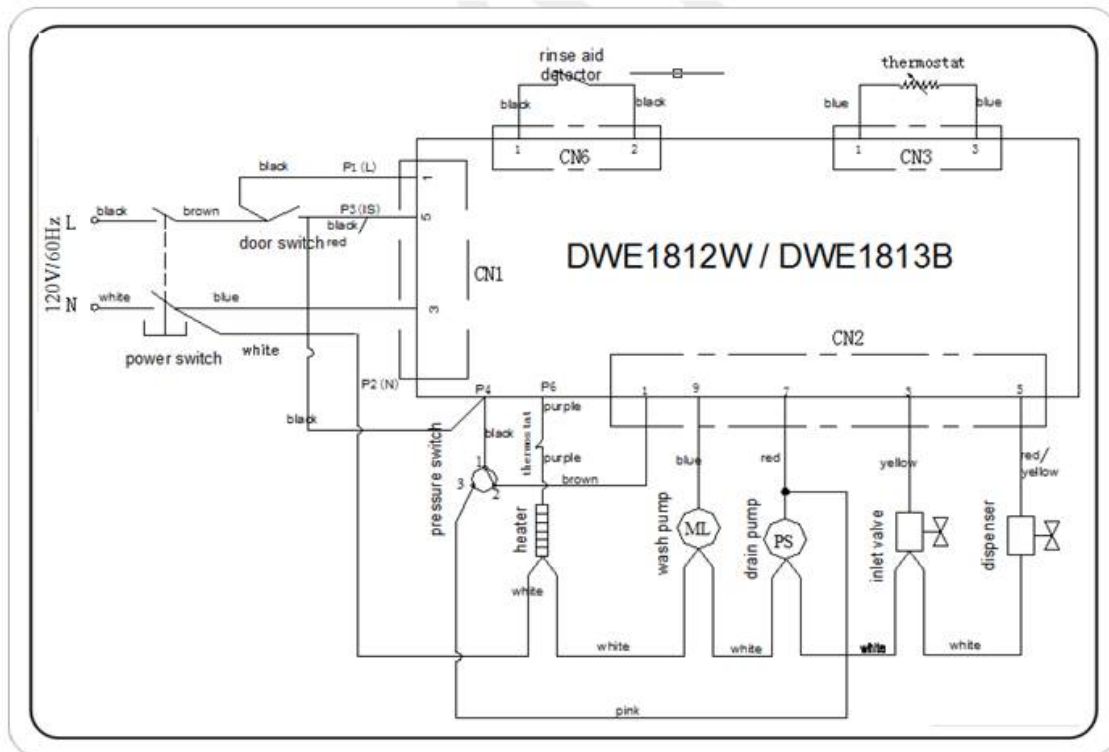 rinse aid
detector
thermostat
black
black
blue
blue
1
2
CN6
1
3
CN3
black
P1 (L)
1
L
black
brown
P3 (IS)
black/
red
5
door switch
CN1
DWE1812W / DWE1813B
120V/60Hz
N
white
blue
3
power switch
white
CN2
P2 (N)
P4
P6
1
9
7
3
5
purple
black
pressure switch
black
thermostat
purple
brown
blue
red
yellow
red/
yellow
1
3
2
heater
wash pump
ML
drain pump
PS
inlet valve
dispenser
white
white
white
white
white
pink